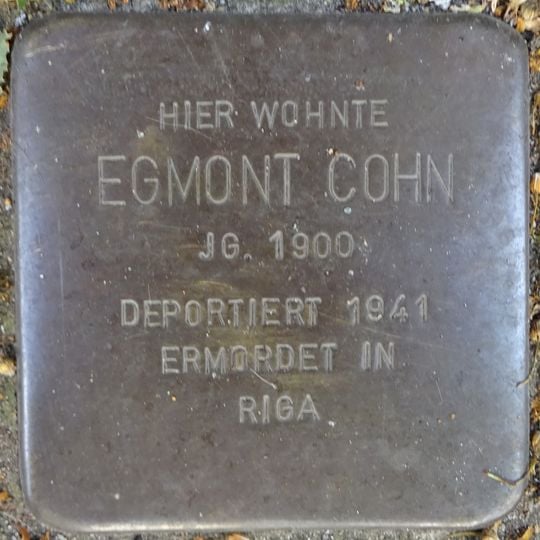 HIER WOHNTE
EGMONT COHN
JG. 1900
DEPORTIERT 1941
ERMORDET IN
RIGA